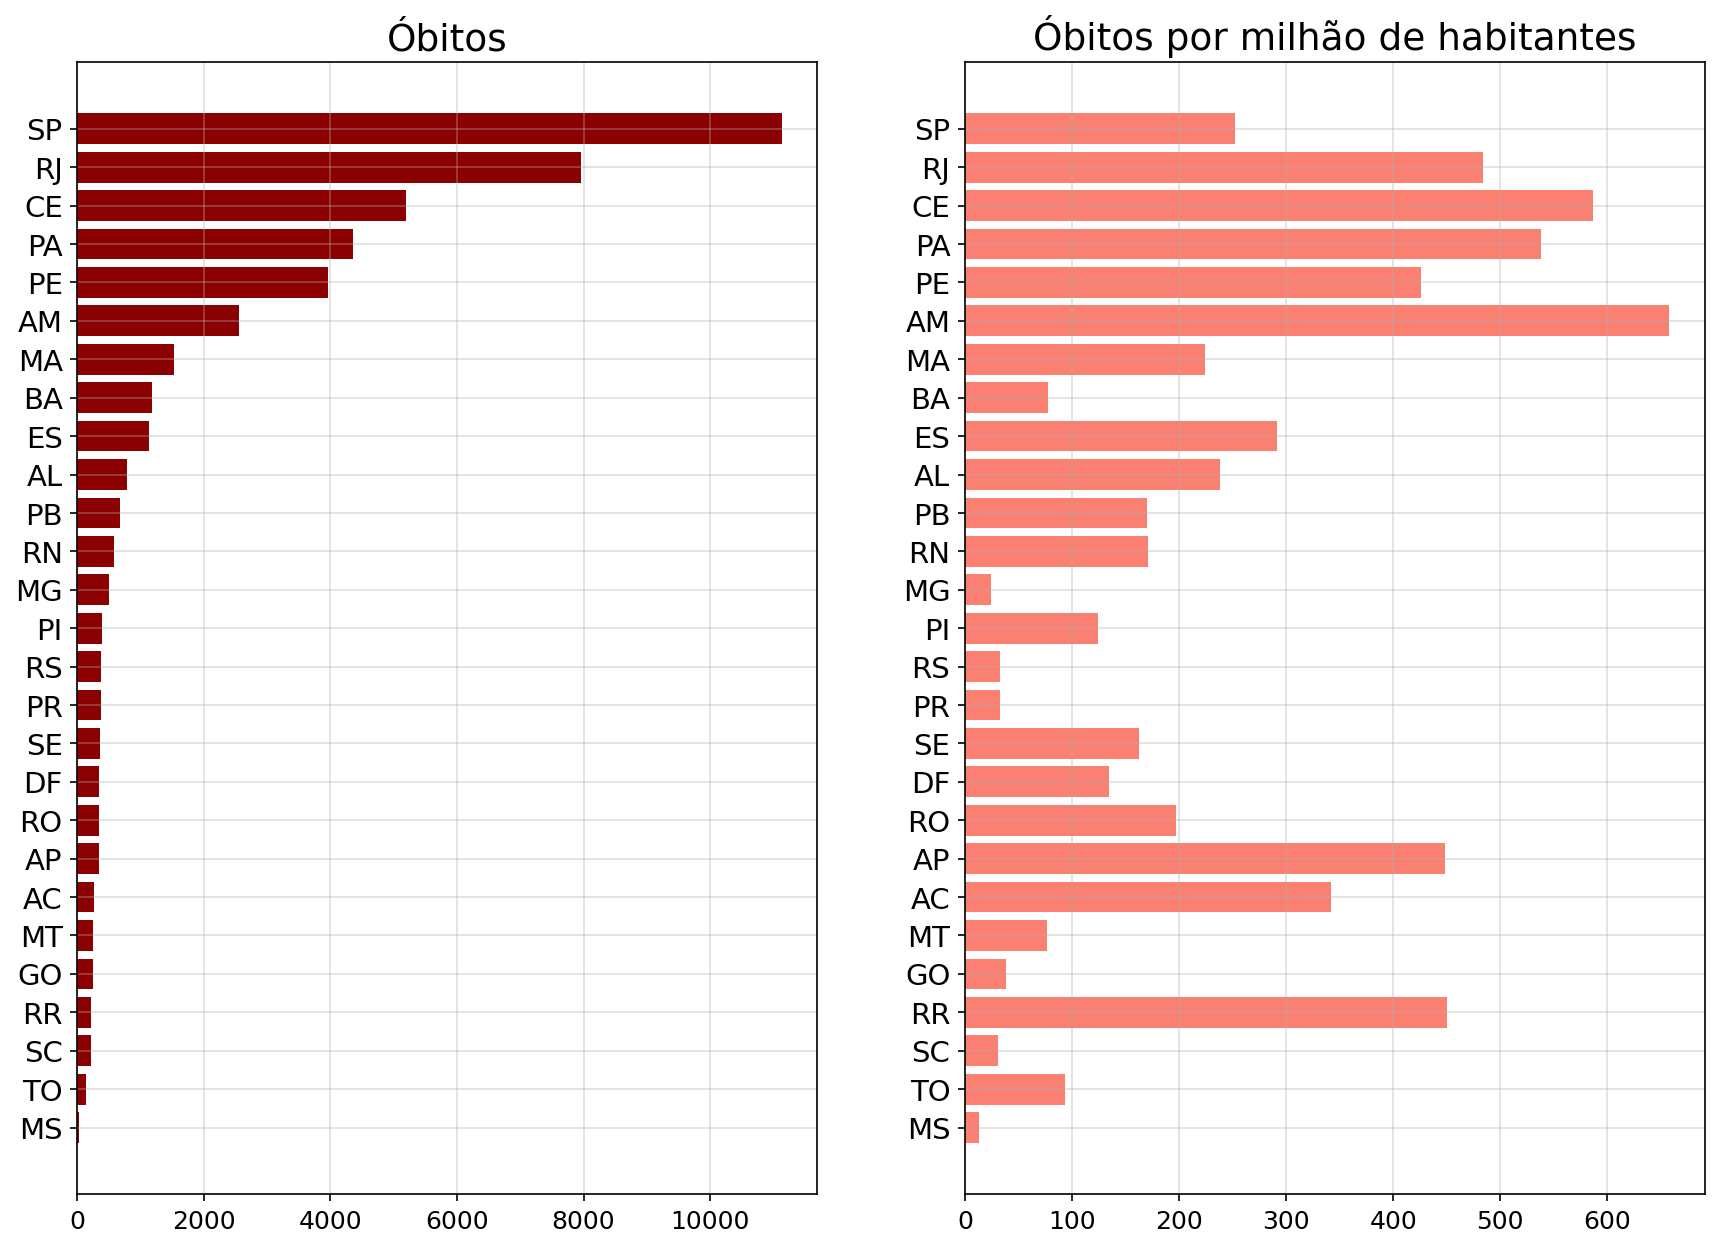 Óbitos
SP
RJ
CE
PA
PE
AM
MA
BA
ES
AL
PB
RN
MG
PI
RS
PR
SE
DF
RO
AP
AC
MT
GO
RR
SC
TO
MS
0 2000 4000 6000 8000 10000
Óbitos por milhão de habitantes
SP
RJ
CE
PA
PE
AM
MA
BA
ES
AL
PB
RN
MG
PI
RS
PR
SE
DF
RO
AP
AC
MT
GO
RR
SC
TO
MS
0 100 200 300 400 500 600